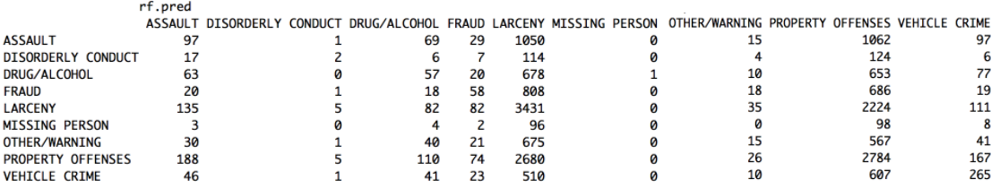 rf.pred
ASSAULT DISORDERLY CONDUCT DRUG/ALCOHOL FRAUD LARCENY MISSING PERSON OTHER/WARNING PROPERTY OFFENSES VEHICLE CRIME
ASSAULT 97 1 69 29 1050 0 15 1062 97
DISORDERLY CONDUCT 17 2 6 7 114 0 4 124 6
DRUG/ALCOHOL 63 0 57 20 678 1 10 653 77
FRAUD 20 1 18 58 808 0 18 686 19
LARCENY 135 5 82 82 3431 0 35 2224 111
MISSING PERSON 3 0 4 2 96 0 0 98 8
OTHER/WARNING 30 1 40 21 675 0 15 567 41
PROPERTY OFFENSES 188 5 110 74 2680 0 26 2784 167
VEHICLE CRIME 46 1 41 23 510 0 10 607 265